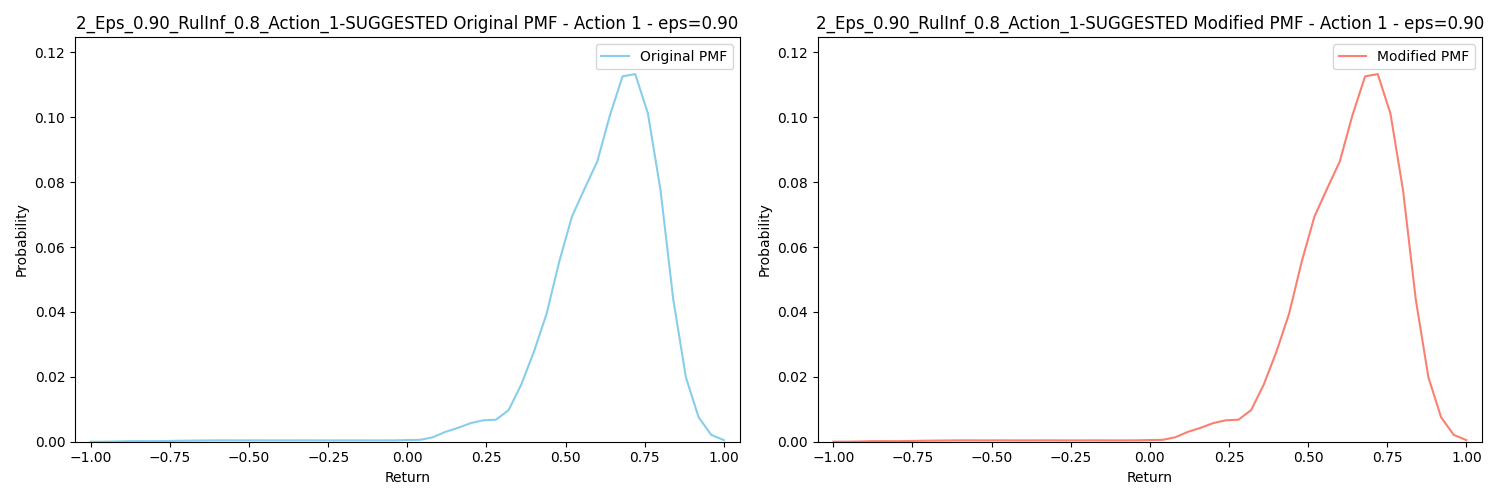 2_Eps_0.90_RulInf_0.8_Action_1-SUGGESTED Original PMF - Action 1 - eps=0.90
Original PMF
0.12
0.10
0.08
0.06
0.04
0.02
0.00
Probability
−1.00 −0.75 −0.50 −0.25 0.00 0.25 0.50 0.75 1.00
Return
2_Eps_0.90_RulInf_0.8_Action_1-SUGGESTED Modified PMF - Action 1 - eps=0.90
Modified PMF
0.12
0.10
0.08
0.06
0.04
0.02
0.00
Probability
−1.00 −0.75 −0.50 −0.25 0.00 0.25 0.50 0.75 1.00
Return